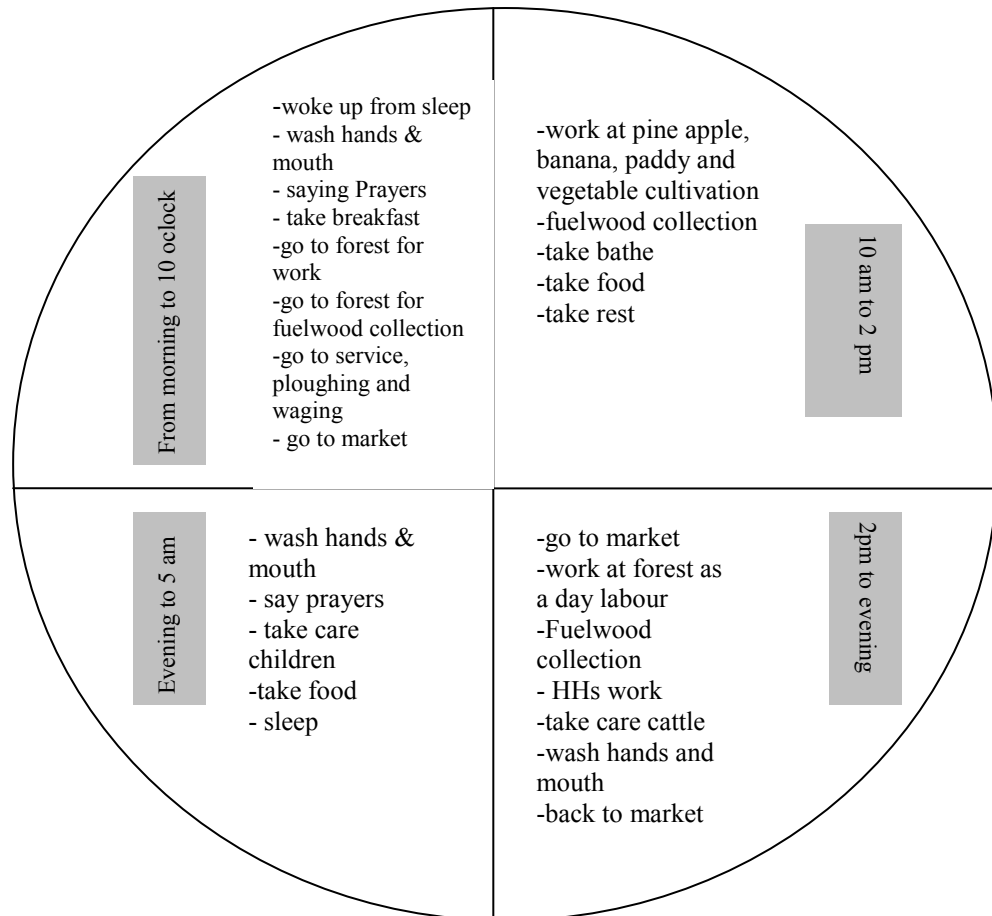 From morning to 10 oclock
-woke up from sleep
- wash hands &
mouth
- saying Prayers
- take breakfast
-go to forest for
work
-go to forest for
fuelwood collection
-go to service,
ploughing and
waging
- go to market
-work at pine apple,
banana, paddy and
vegetable cultivation
-fuelwood collection
-take bathe
-take food
-take rest
10 am to 2 pm
Evening to 5 am
- wash hands &
mouth
- say prayers
- take care
children
-take food
- sleep
-go to market
-work at forest as
a day labour
-Fuelwood
collection
- HHs work
-take care cattle
-wash hands and
mouth
-back to market
2pm to evening